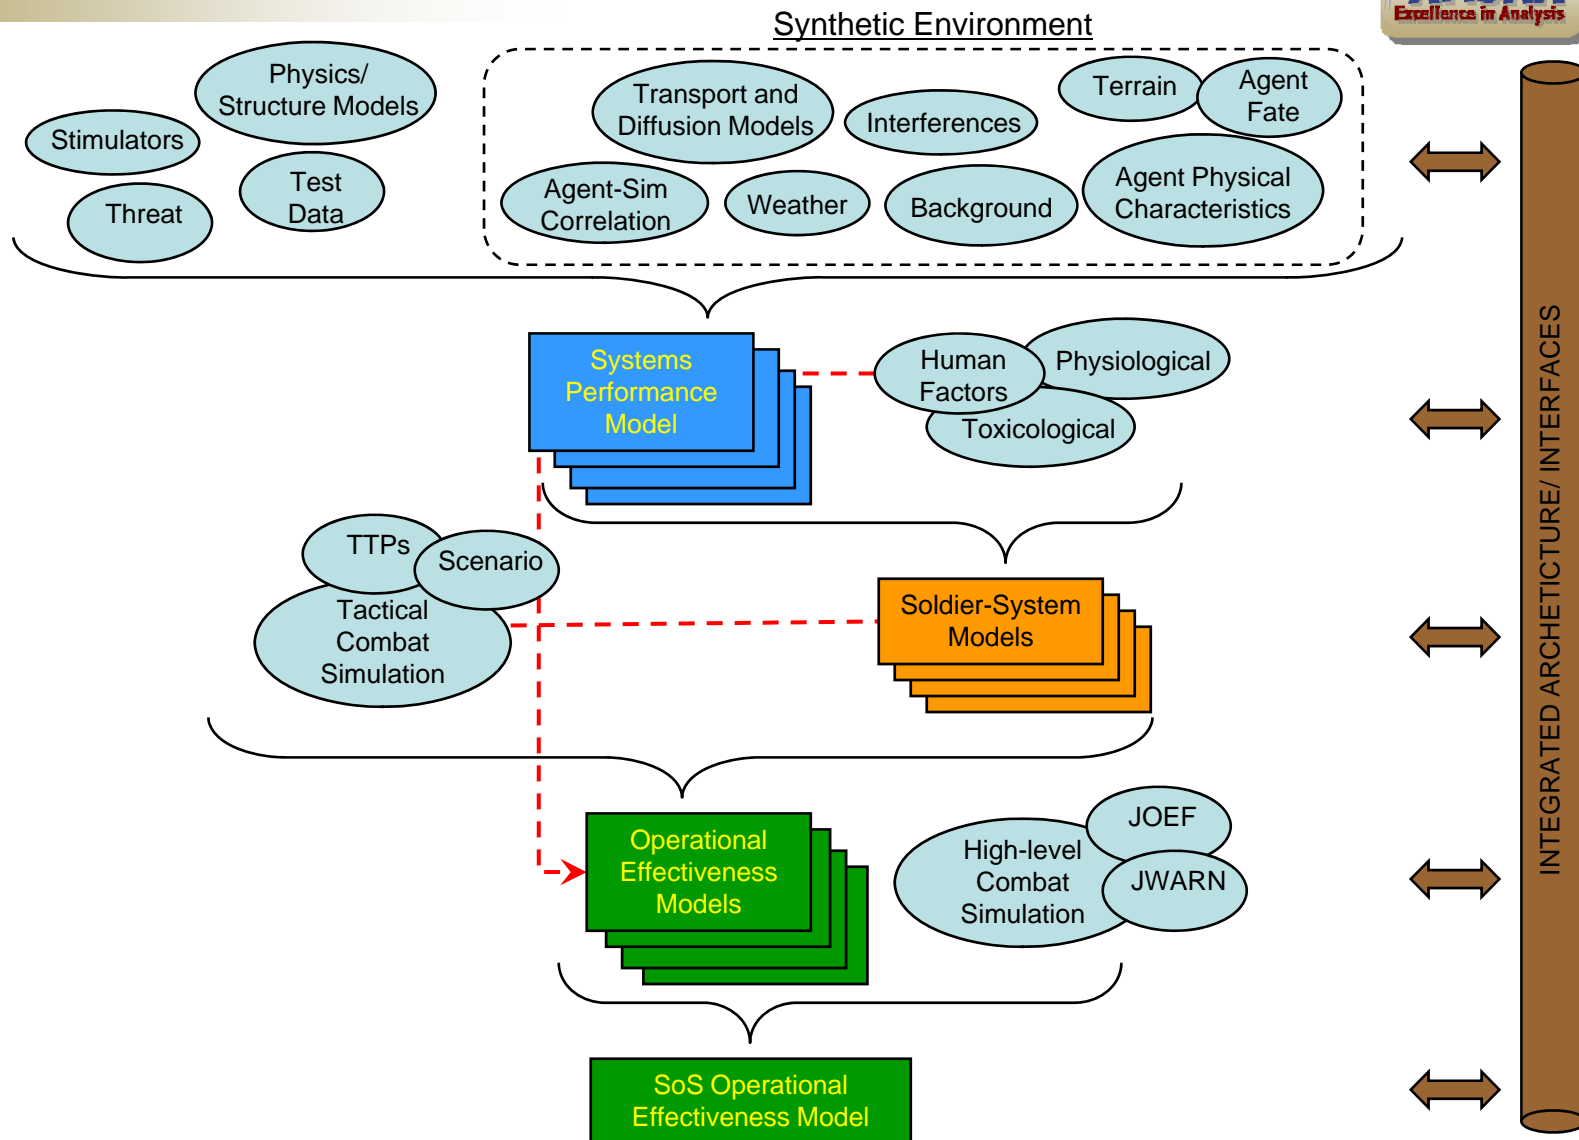 Synthetic Environment
Excellence in Analysis
Physics/
Structure Models
Stimulators
Threat
Test
Data
Transport and
Diffusion Models
Interferences
Terrain
Agent
Fate
Agent-Sim
Correlation
Weather
Background
Agent Physical
Characteristics
Systems
Performance
Model
Human
Factors
Physiological
Toxicological
TTPs
Scenario
Tactical
Combat
Simulation
Soldier-System
Models
Operational
Effectiveness
Models
High-level
Combat
Simulation
JOEF
JWARN
SoS Operational
Effectiveness Model
INTEGRATED ARCHETICTURE/ INTERFACES